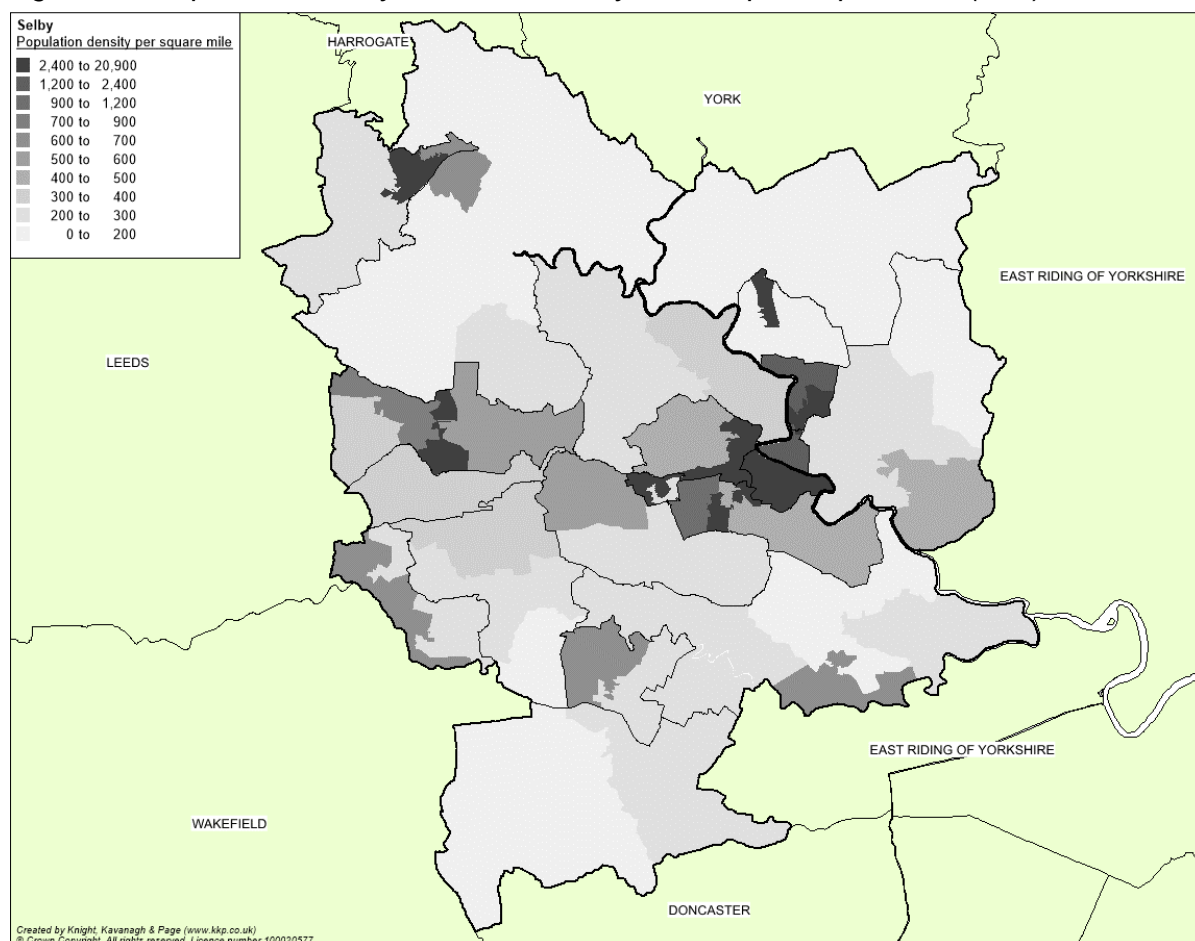 Selby
Population density per square mile
2,400 to 20,900
1,200 to 2,400
900 to 1,200
700 to 900
600 to 700
500 to 600
400 to 500
300 to 400
200 to 300
0 to 200
HARROGATE
YORK
EAST RIDING OF YORKSHIRE
LEEDS
EAST RIDING OF YORKSHIRE
WAKEFIELD
DONCASTER
Created by Knight, Kavanagh & Page (www.kkp.co.uk)
© Crown Copyright. All rights reserved. Licence number 100020577